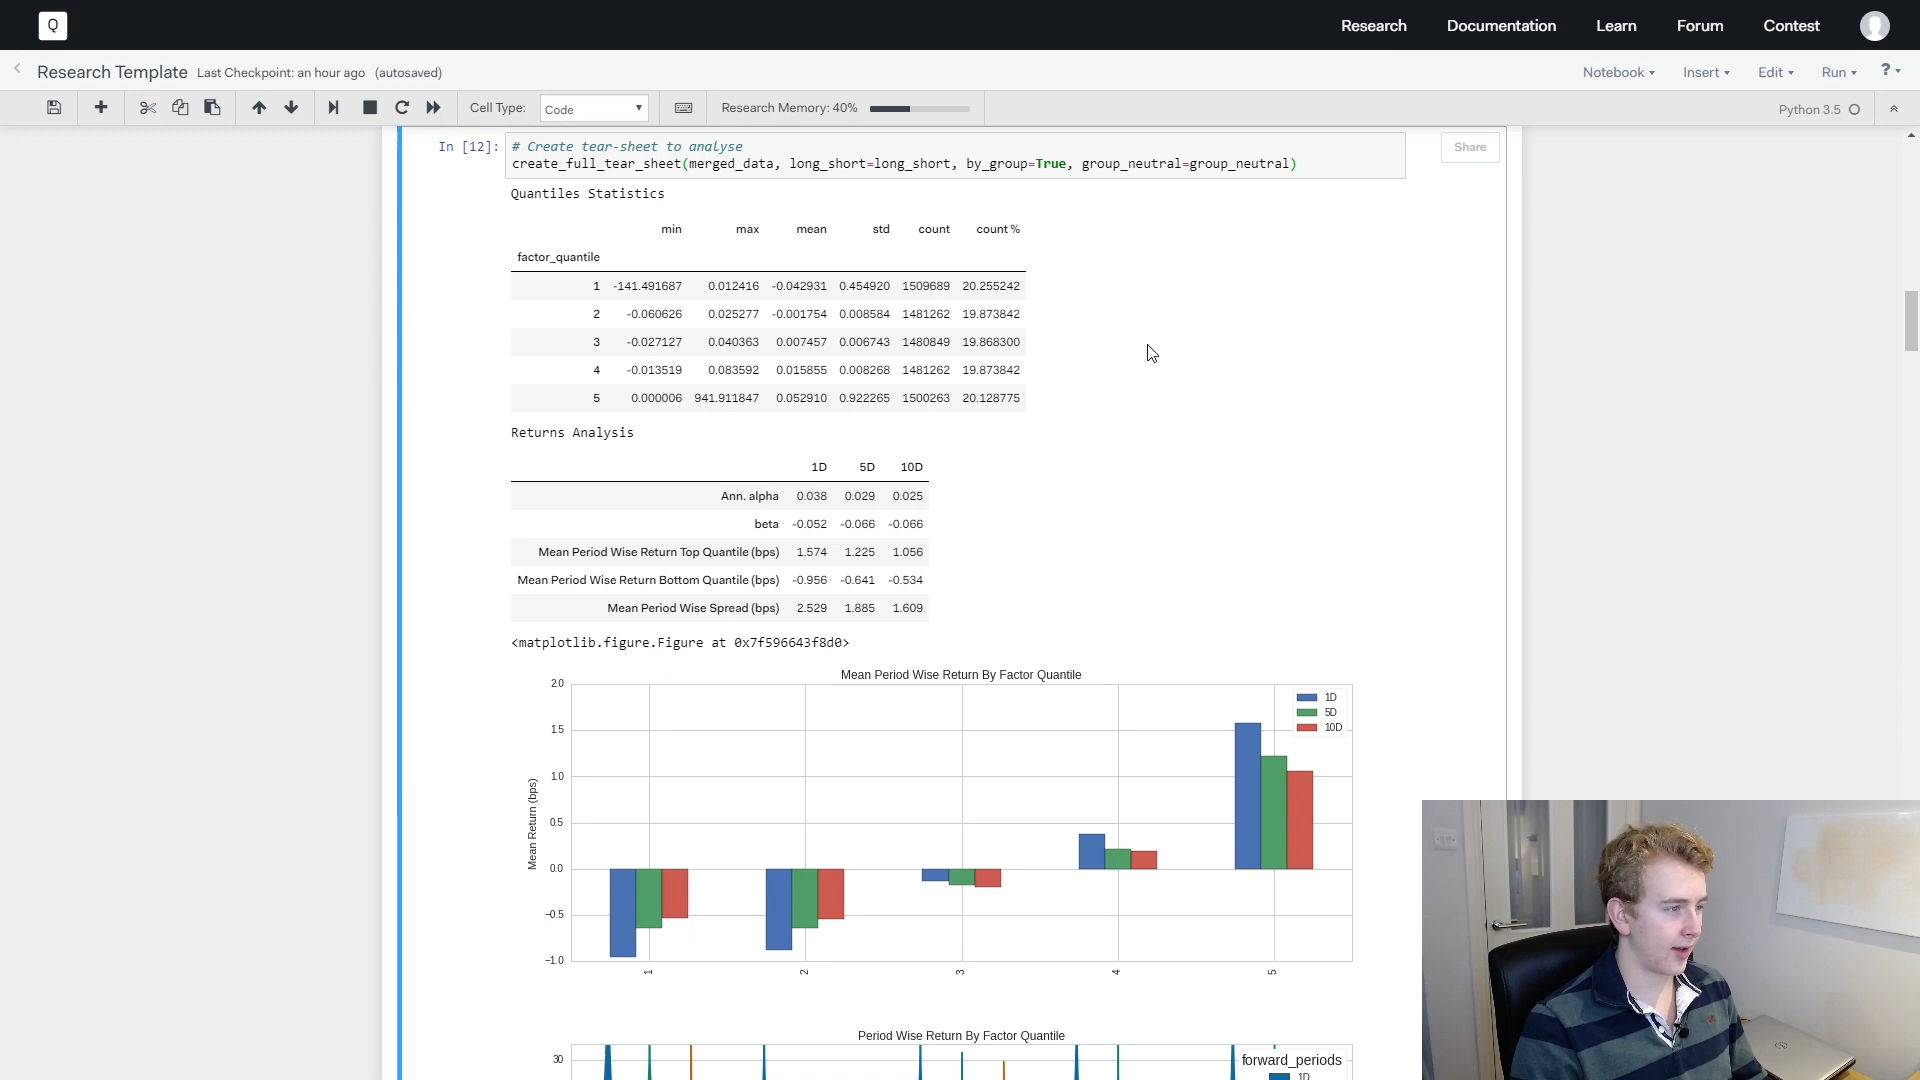 Q
Research Documentation Learn Forum Contest
Research Template Last Checkpoint: an hour ago (autosaved)
Notebook Insert Edit Run ?
Cell Type: Code Research Memory: 40% Python 3.5
In [12]: # Create tear-sheet to analyse
create_full_tear_sheet(merged_data, long_short=long_short, by_group=True, group_neutral=group_neutral)
Share
Quantiles Statistics
min max mean std count count %
factor_quantile
1 -141.491687 0.012416 -0.042931 0.454920 1509689 20.255242
2 -0.060626 0.025277 -0.001754 0.008584 1481262 19.873842
3 -0.027127 0.040363 0.007457 0.006743 1480849 19.868300
4 -0.013519 0.083592 0.015855 0.008268 1481262 19.873842
5 0.000006 941.911847 0.052910 0.922265 1500263 20.128775
Returns Analysis
1D 5D 10D
Ann. alpha 0.038 0.029 0.025
beta -0.052 -0.066 -0.066
Mean Period Wise Return Top Quantile (bps) 1.574 1.225 1.056
Mean Period Wise Return Bottom Quantile (bps) -0.956 -0.641 -0.534
Mean Period Wise Spread (bps) 2.529 1.885 1.609
<matplotlib.figure.Figure at 0x7f596643f8d0>
Mean Period Wise Return By Factor Quantile
2.0
1.5
1.0
0.5
0.0
−0.5
−1.0
Mean Return (bps)
1D
5D
10D
1 2 3 4 5
Period Wise Return By Factor Quantile
30
forward_periods
1D